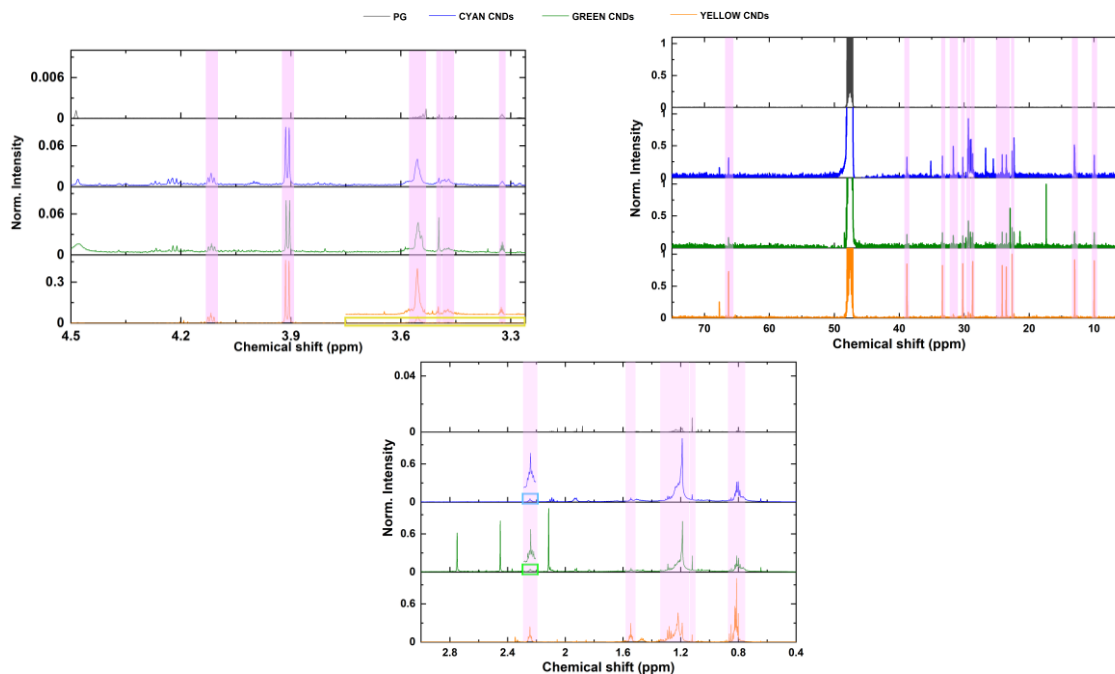 PG CYAN CNDs GREEN CNDs YELLOW CNDs
Norm. Intensity
0.006
0
0.06
0
0.06
0
0.3
0
4.5 4.2 3.9 3.6 3.3
Chemical shift (ppm)
Norm. Intensity
1
0.5
0
0.5
0
0.5
0
0.5
0
70 60 50 40 30 20 10
Chemical shift (ppm)
Norm. Intensity
0.04
0
0.6
0
0.6
0
0.6
0
2.8 2.4 2 1.6 1.2 0.8 0.4
Chemical shift (ppm)